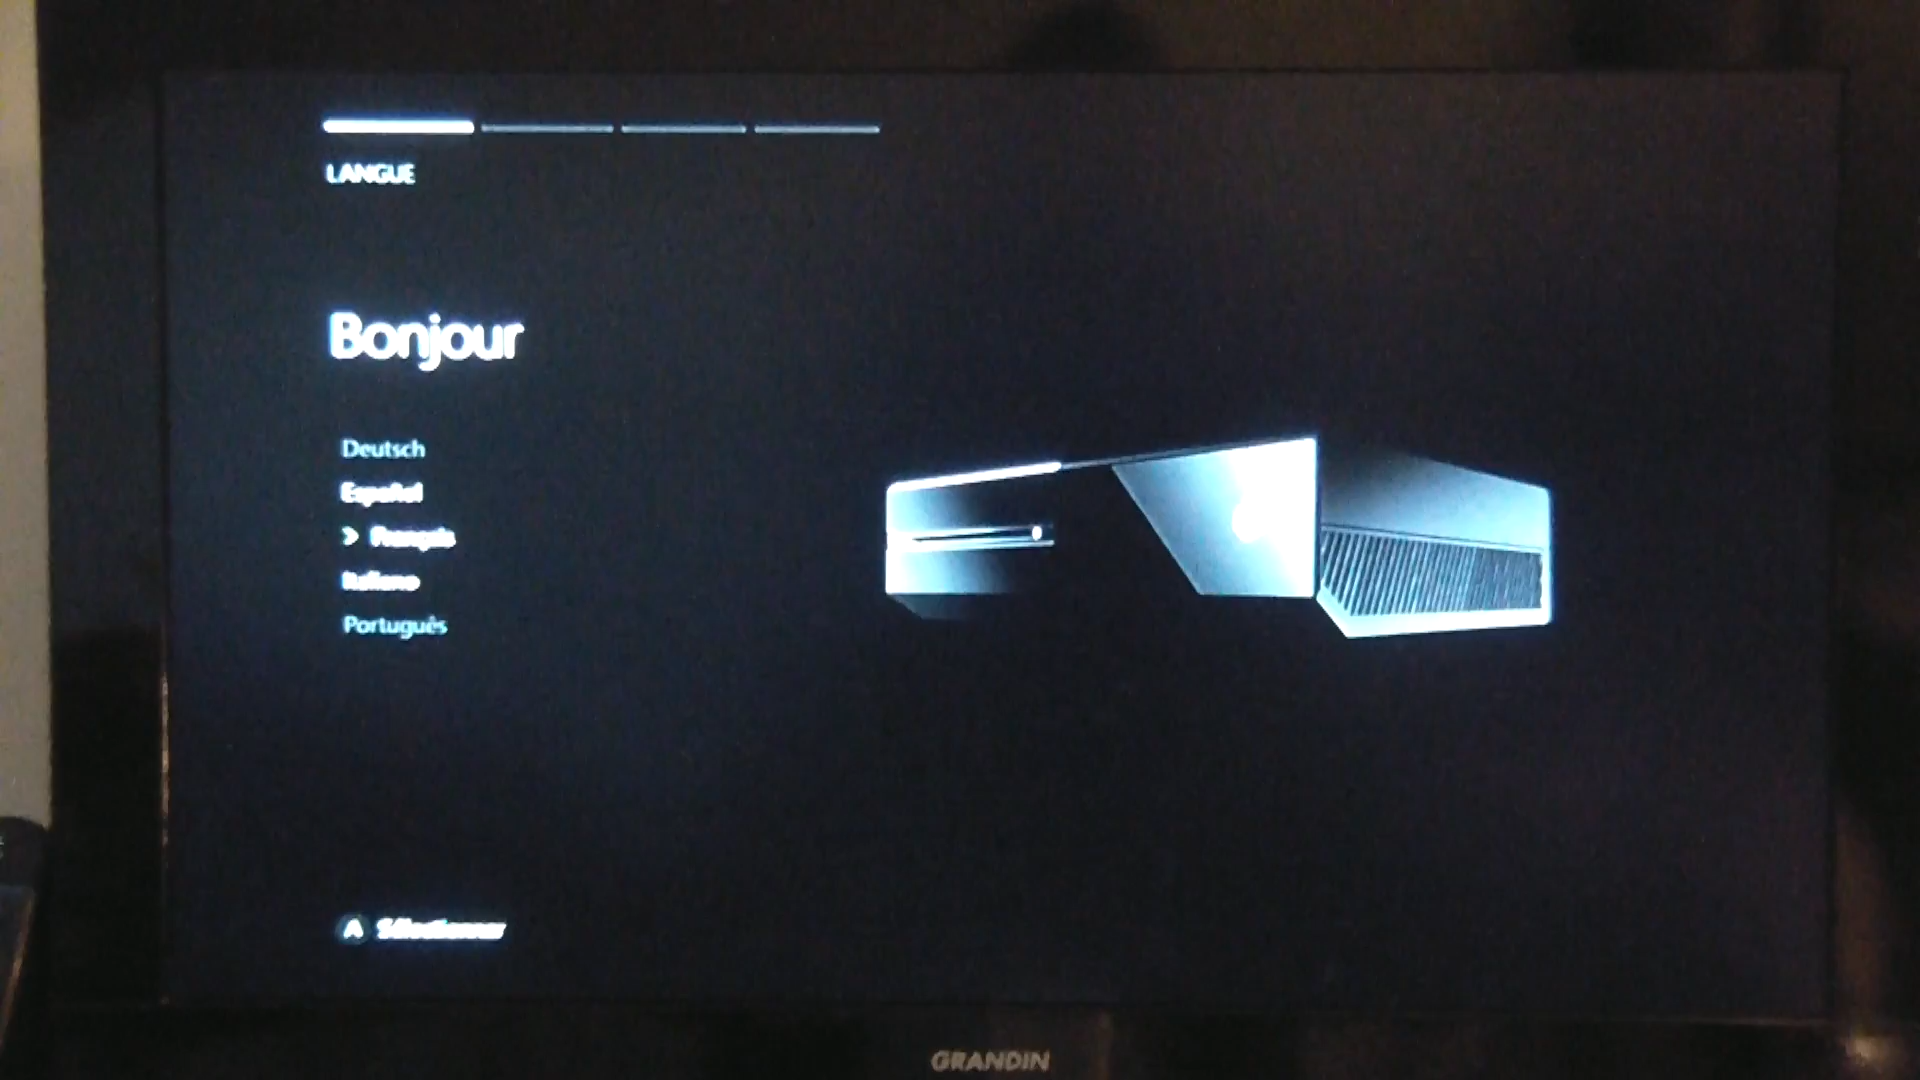 LANGUE
Bonjour
Deutsch
Español
> Français
Italiano
Português
A Sélectionner
GRANDIN